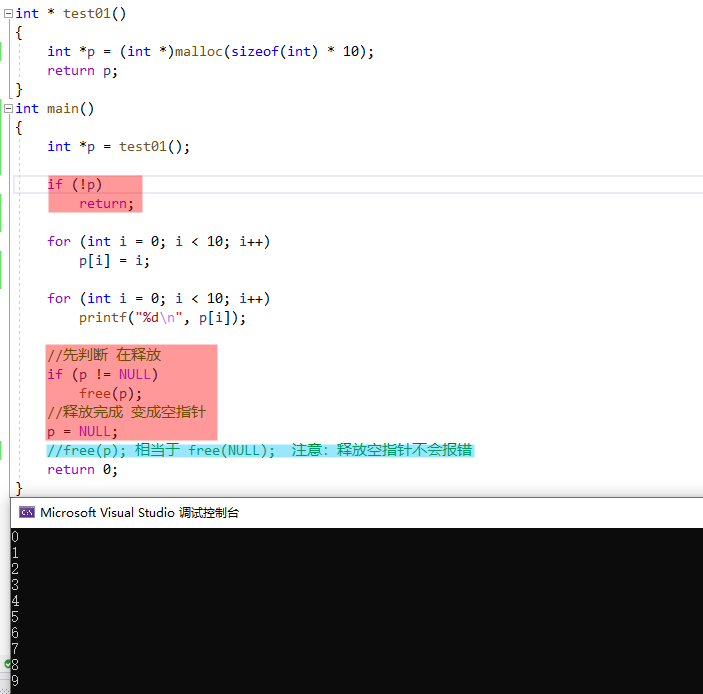 int * test01()
{
int *p = (int *)malloc(sizeof(int) * 10);
return p;
}
int main()
{
int *p = test01();
if (!p)
return;
for (int i = 0; i < 10; i++)
p[i] = i;
for (int i = 0; i < 10; i++)
printf("%d\n", p[i]);
//先判断 在释放
if (p != NULL)
free(p);
//释放完成 变成空指针
p = NULL;
//free(p); 相当于 free(NULL); 注意: 释放空指针不会报错
return 0;
}
Microsoft Visual Studio 调试控制台
0
1
2
3
4
5
6
7
8
9